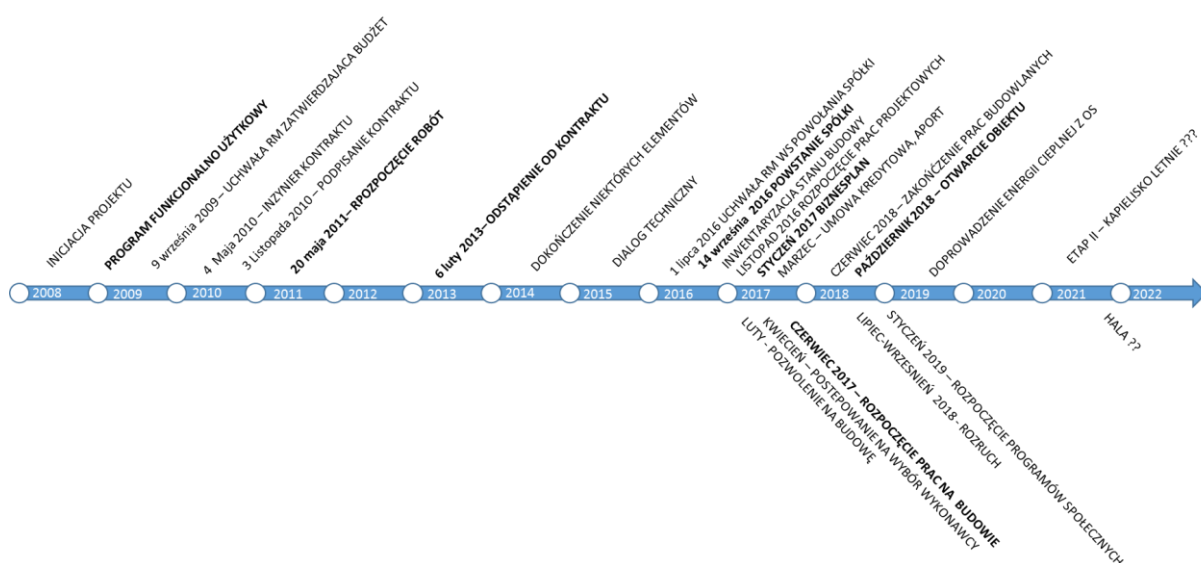 INICJACJA PROJEKTU
PROGRAM FUNKCJONALNO UŻYTKOWY
9 września 2009 – UCHWAŁA RM ZATWIERDZAJACA BUDŻET
4 Maja 2010 – INŻYNIER KONTRAKTU
3 Listopada 2010 – PODPISANIE KONTRAKTU
20 maja 2011– RPOZPOCZĘCIE ROBÓT
6 luty 2013–ODSTĄPIENIE OD KONTRAKTU
DOKOŃCZENIE NIEKTÓRYCH ELEMENTÓW
DIALOG TECHNICZNY
1 lipca 2016 UCHWAŁA RM WS POWOŁANIA SPÓŁKI
14 września 2016 POWSTANIE SPÓŁKI
INWENTARYZACJA STANU BUDOWY
LISTOPAD 2016 ROZPOCZĘCIE PRAC PROJEKTOWYCH
STYCZEŃ 2017 BIZNESPLAN
MARZEC – UMOWA KREDYTOWA, APORT
CZERWIEC 2018 – ZAKOŃCZENIE PRAC BUDOWLANYCH
PAŹDZIERNIK 2018 – OTWARCIE OBIEKTU
DOPROWADZENIE ENERGII CIEPLNEJ Z OS
ETAP II – KAPIELISKO LETNIE ???
2008 2009 2010 2011 2012 2013 2014 2015 2016 2017 2018 2019 2020 2021 2022
LUTY - POZWOLENIE NA BUDOWĘ
KWIECIEŃ – POSTEPOWANIE NA WYBÓR WYKONAWCY
CZERWIEC 2017 – ROZPOCZĘCIE PRAC NA BUDOWIE
LIPIEC-WRZESNIEŃ 2018 - ROZRUCH
STYCZEŃ 2019 – ROZPOCZĘCIE PROGRAMÓW SPOŁECZNYCH
HALA ??